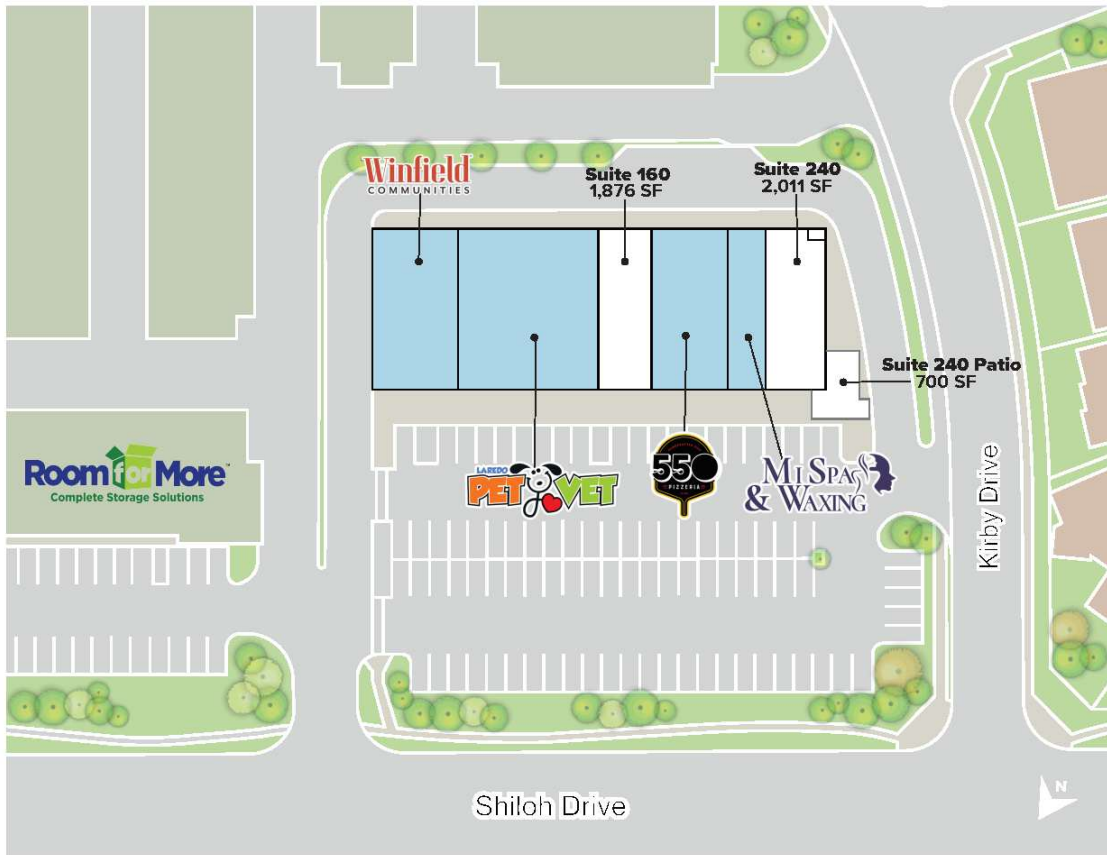 Winfield
COMMUNITIES
Suite 160
1,876 SF
Suite 240
2,011 SF
Suite 240 Patio
700 SF
Room for More
Complete Storage Solutions
LAREDO
PET VET
550
PIZZERIA
MI SPA
& WAXING
Kirby Drive
Shiloh Drive
N